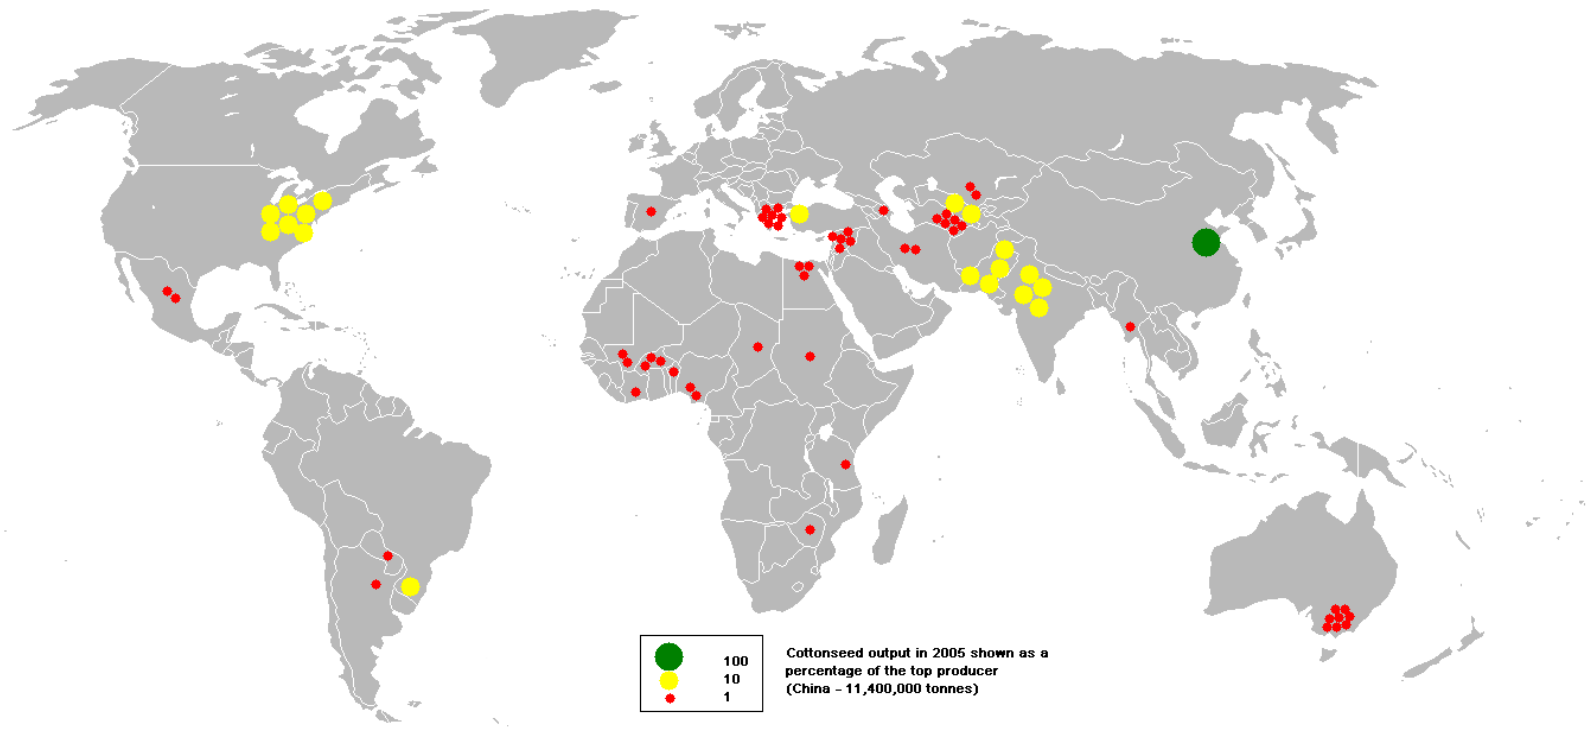 100
10
1
Cottonseed output in 2005 shown as a
percentage of the top producer
(China - 11,400,000 tonnes)